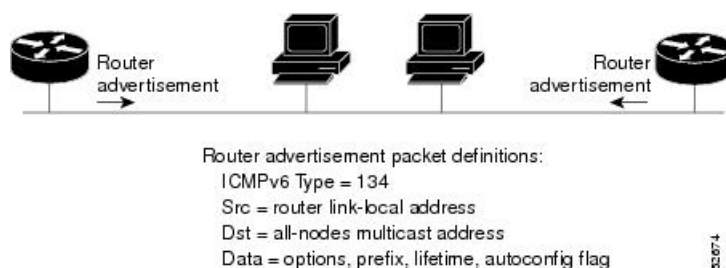 Router
advertisement
Router
advertisement
Router advertisement packet definitions:
ICMPv6 Type = 134
Src = router link-local address
Dst = all-nodes multicast address
Data = options, prefix, lifetime, autoconfig flag